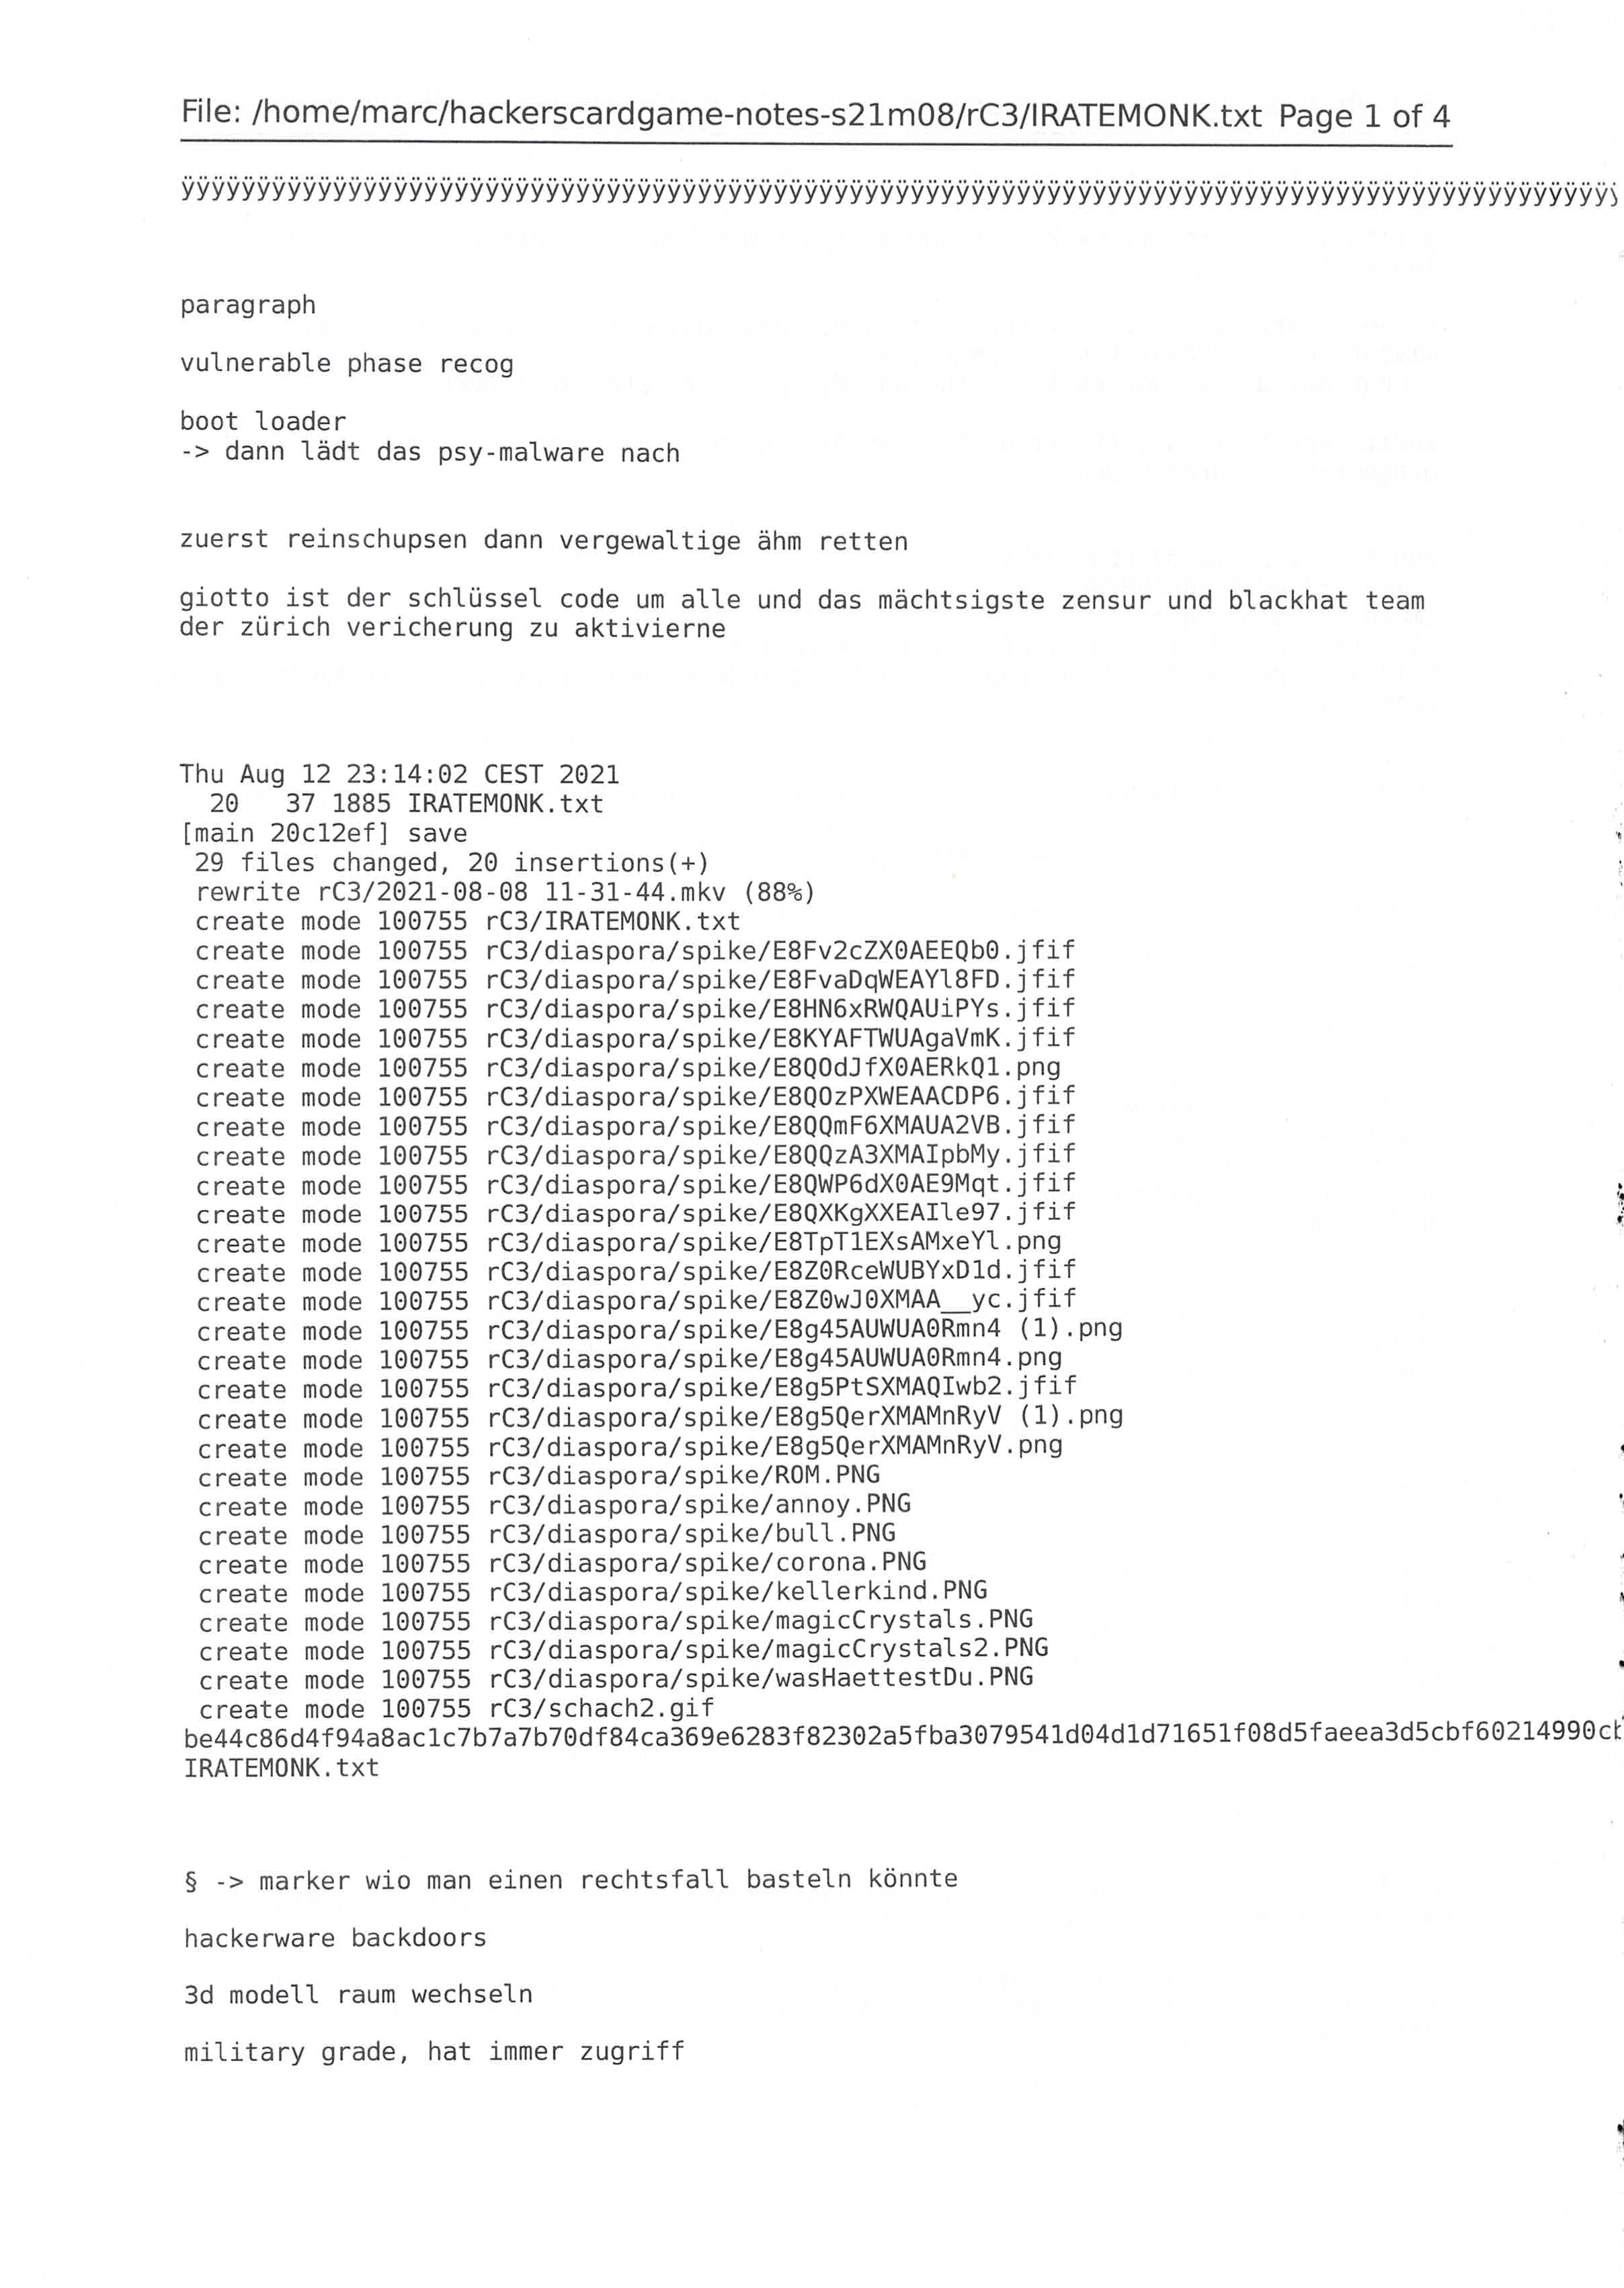 File: /home/marc/hackerscardgame-notes-s21m08/rC3/IRATEMONK.txt Page 1 of 4
ÿÿÿÿÿÿÿÿÿÿÿÿÿÿÿÿÿÿÿÿÿÿÿÿÿÿÿÿÿÿÿÿÿÿÿÿÿÿÿÿÿÿÿÿÿÿÿÿÿÿÿÿÿÿÿÿÿÿÿÿÿÿÿÿÿÿÿÿÿÿÿÿÿÿÿÿÿÿÿÿÿÿÿÿÿÿÿÿÿÿÿÿÿÿ
paragraph
vulnerable phase recog
boot loader
-> dann lädt das psy-malware nach
zuerst reinschupsen dann vergewaltige ähm retten
giotto ist der schlüssel code um alle und das mächtsigste zensur und blackhat team
der zürich vericherung zu aktivierne
Thu Aug 12 23:14:02 CEST 2021
20 37 1885 IRATEMONK.txt
[main 20c12ef] save
29 files changed, 20 insertions(+)
rewrite rC3/2021-08-08 11-31-44.mkv (88%)
create mode 100755 rC3/IRATEMONK.txt
create mode 100755 rC3/diaspora/spike/E8Fv2cZX0AEEQb0.jfif
create mode 100755 rC3/diaspora/spike/E8FvaDqWEAYl8FD.jfif
create mode 100755 rC3/diaspora/spike/E8HN6xRWQAUiPYs.jfif
create mode 100755 rC3/diaspora/spike/E8KYAFTWUAgaVmK.jfif
create mode 100755 rC3/diaspora/spike/E8QOdJfX0AERkQ1.png
create mode 100755 rC3/diaspora/spike/E8QOzPXWEAACDP6.jfif
create mode 100755 rC3/diaspora/spike/E8QQmF6XMAUA2VB.jfif
create mode 100755 rC3/diaspora/spike/E8QQzA3XMAIpbMy.jfif
create mode 100755 rC3/diaspora/spike/E8QWP6dX0AE9Mqt.jfif
create mode 100755 rC3/diaspora/spike/E8QXKgXXEAIle97.jfif
create mode 100755 rC3/diaspora/spike/E8TpT1EXsAMxeYl.png
create mode 100755 rC3/diaspora/spike/E8Z0RceWUBYxD1d.jfif
create mode 100755 rC3/diaspora/spike/E8Z0wJ0XMAA__yc.jfif
create mode 100755 rC3/diaspora/spike/E8g45AUWUA0Rmn4 (1).png
create mode 100755 rC3/diaspora/spike/E8g45AUWUA0Rmn4.png
create mode 100755 rC3/diaspora/spike/E8g5PtSXMAQIwb2.jfif
create mode 100755 rC3/diaspora/spike/E8g5QerXMAMnRyV (1).png
create mode 100755 rC3/diaspora/spike/E8g5QerXMAMnRyV.png
create mode 100755 rC3/diaspora/spike/ROM.PNG
create mode 100755 rC3/diaspora/spike/annoy.PNG
create mode 100755 rC3/diaspora/spike/bull.PNG
create mode 100755 rC3/diaspora/spike/corona.PNG
create mode 100755 rC3/diaspora/spike/kellerkind.PNG
create mode 100755 rC3/diaspora/spike/magicCrystals.PNG
create mode 100755 rC3/diaspora/spike/magicCrystals2.PNG
create mode 100755 rC3/diaspora/spike/wasHaettestDu.PNG
create mode 100755 rC3/schach2.gif
be44c86d4f94a8ac1c7b7a7b70df84ca369e6283f82302a5fba3079541d04d1d71651f08d5faeea3d5cbf60214990c
IRATEMONK.txt
§ -> marker wio man einen rechtsfall basteln könnte
hackerware backdoors
3d modell raum wechseln
military grade, hat immer zugriff